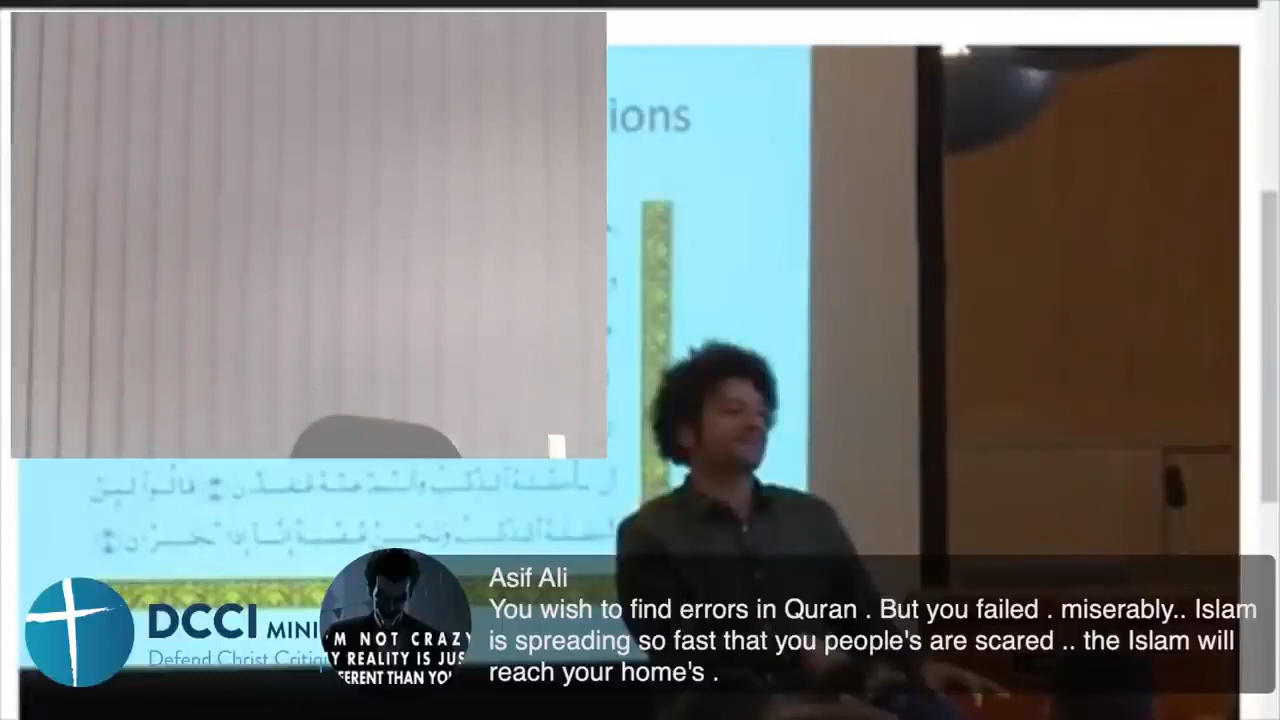 ions
DCCI MINI
Defend Christ Critiq
'M NOT CRAZY
Y REALITY IS JUS
FERENT THAN YOU
Asif Ali
You wish to find errors in Quran . But you failed . miserably.. Islam
is spreading so fast that you people's are scared .. the Islam will
reach your home's .